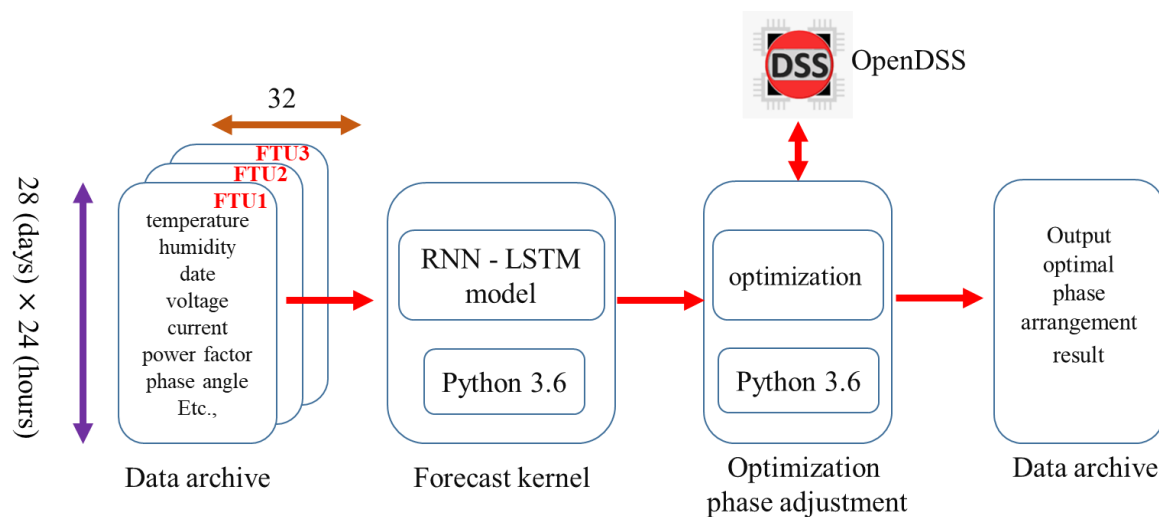 DSS
OpenDSS
32
FTU3
FTU2
FTU1
28 (days) × 24 (hours)
temperature
humidity
date
voltage
current
power factor
phase angle
Etc.,
Data archive
RNN - LSTM
model
Python 3.6
Forecast kernel
optimization
Python 3.6
Optimization
phase adjustment
Output
optimal
phase
arrangement
result
Data archive